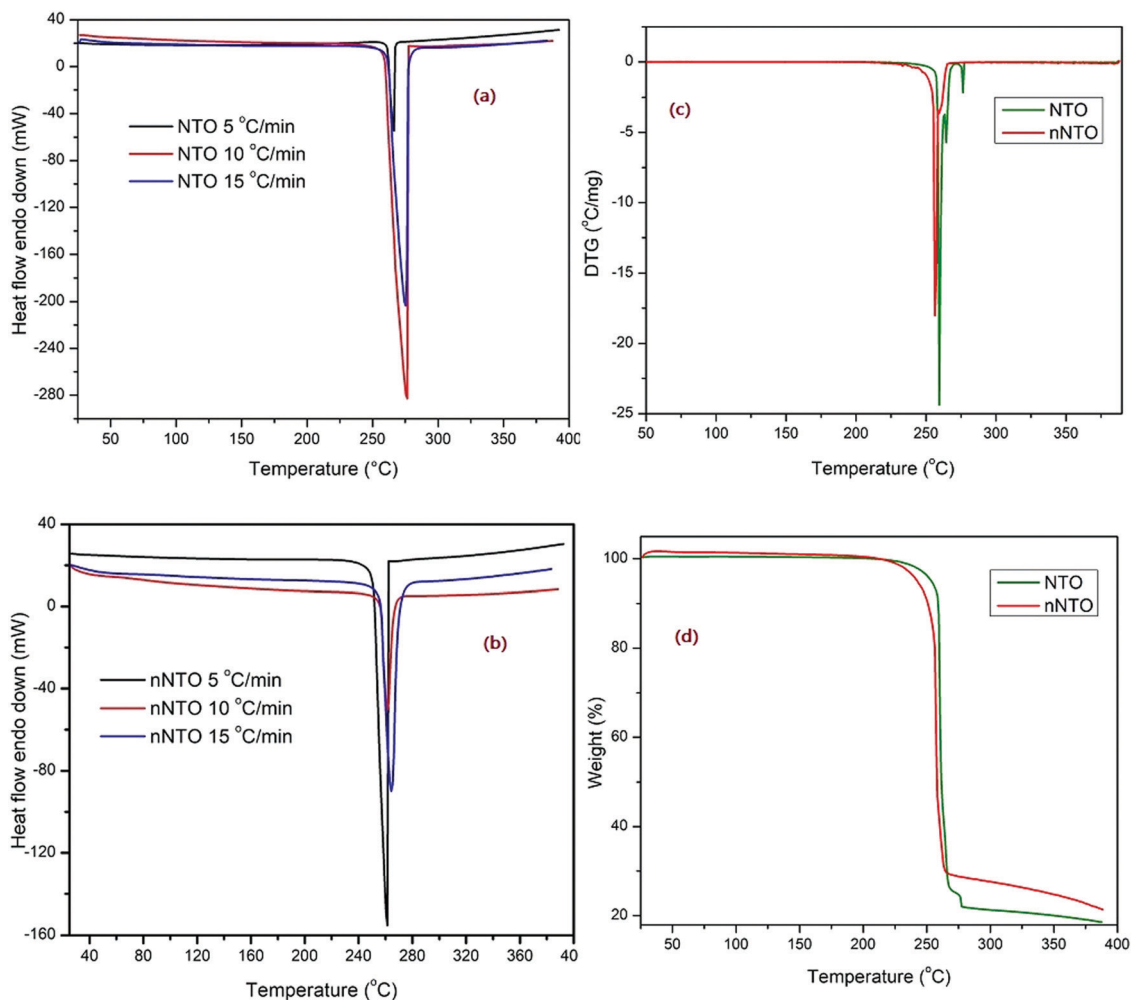 40
0
-40
-80
-120
-160
-200
-240
-280
Heat flow endo down (mW)
(a)
NTO 5 °C/min
NTO 10 °C/min
NTO 15 °C/min
50 100 150 200 250 300 350 400
Temperature (°C)
0
-5
-10
-15
-20
-25
DTG (°C/mg)
(c)
NTO
nNTO
50 100 150 200 250 300 350
Temperature (°C)
40
0
-40
-80
-120
-160
Heat flow endo down (mW)
(b)
nNTO 5 °C/min
nNTO 10 °C/min
nNTO 15 °C/min
40 80 120 160 200 240 280 320 360 40
Temperature (°C)
100
80
60
40
20
Weight (%)
(d)
NTO
nNTO
50 100 150 200 250 300 350 400
Temperature (°C)